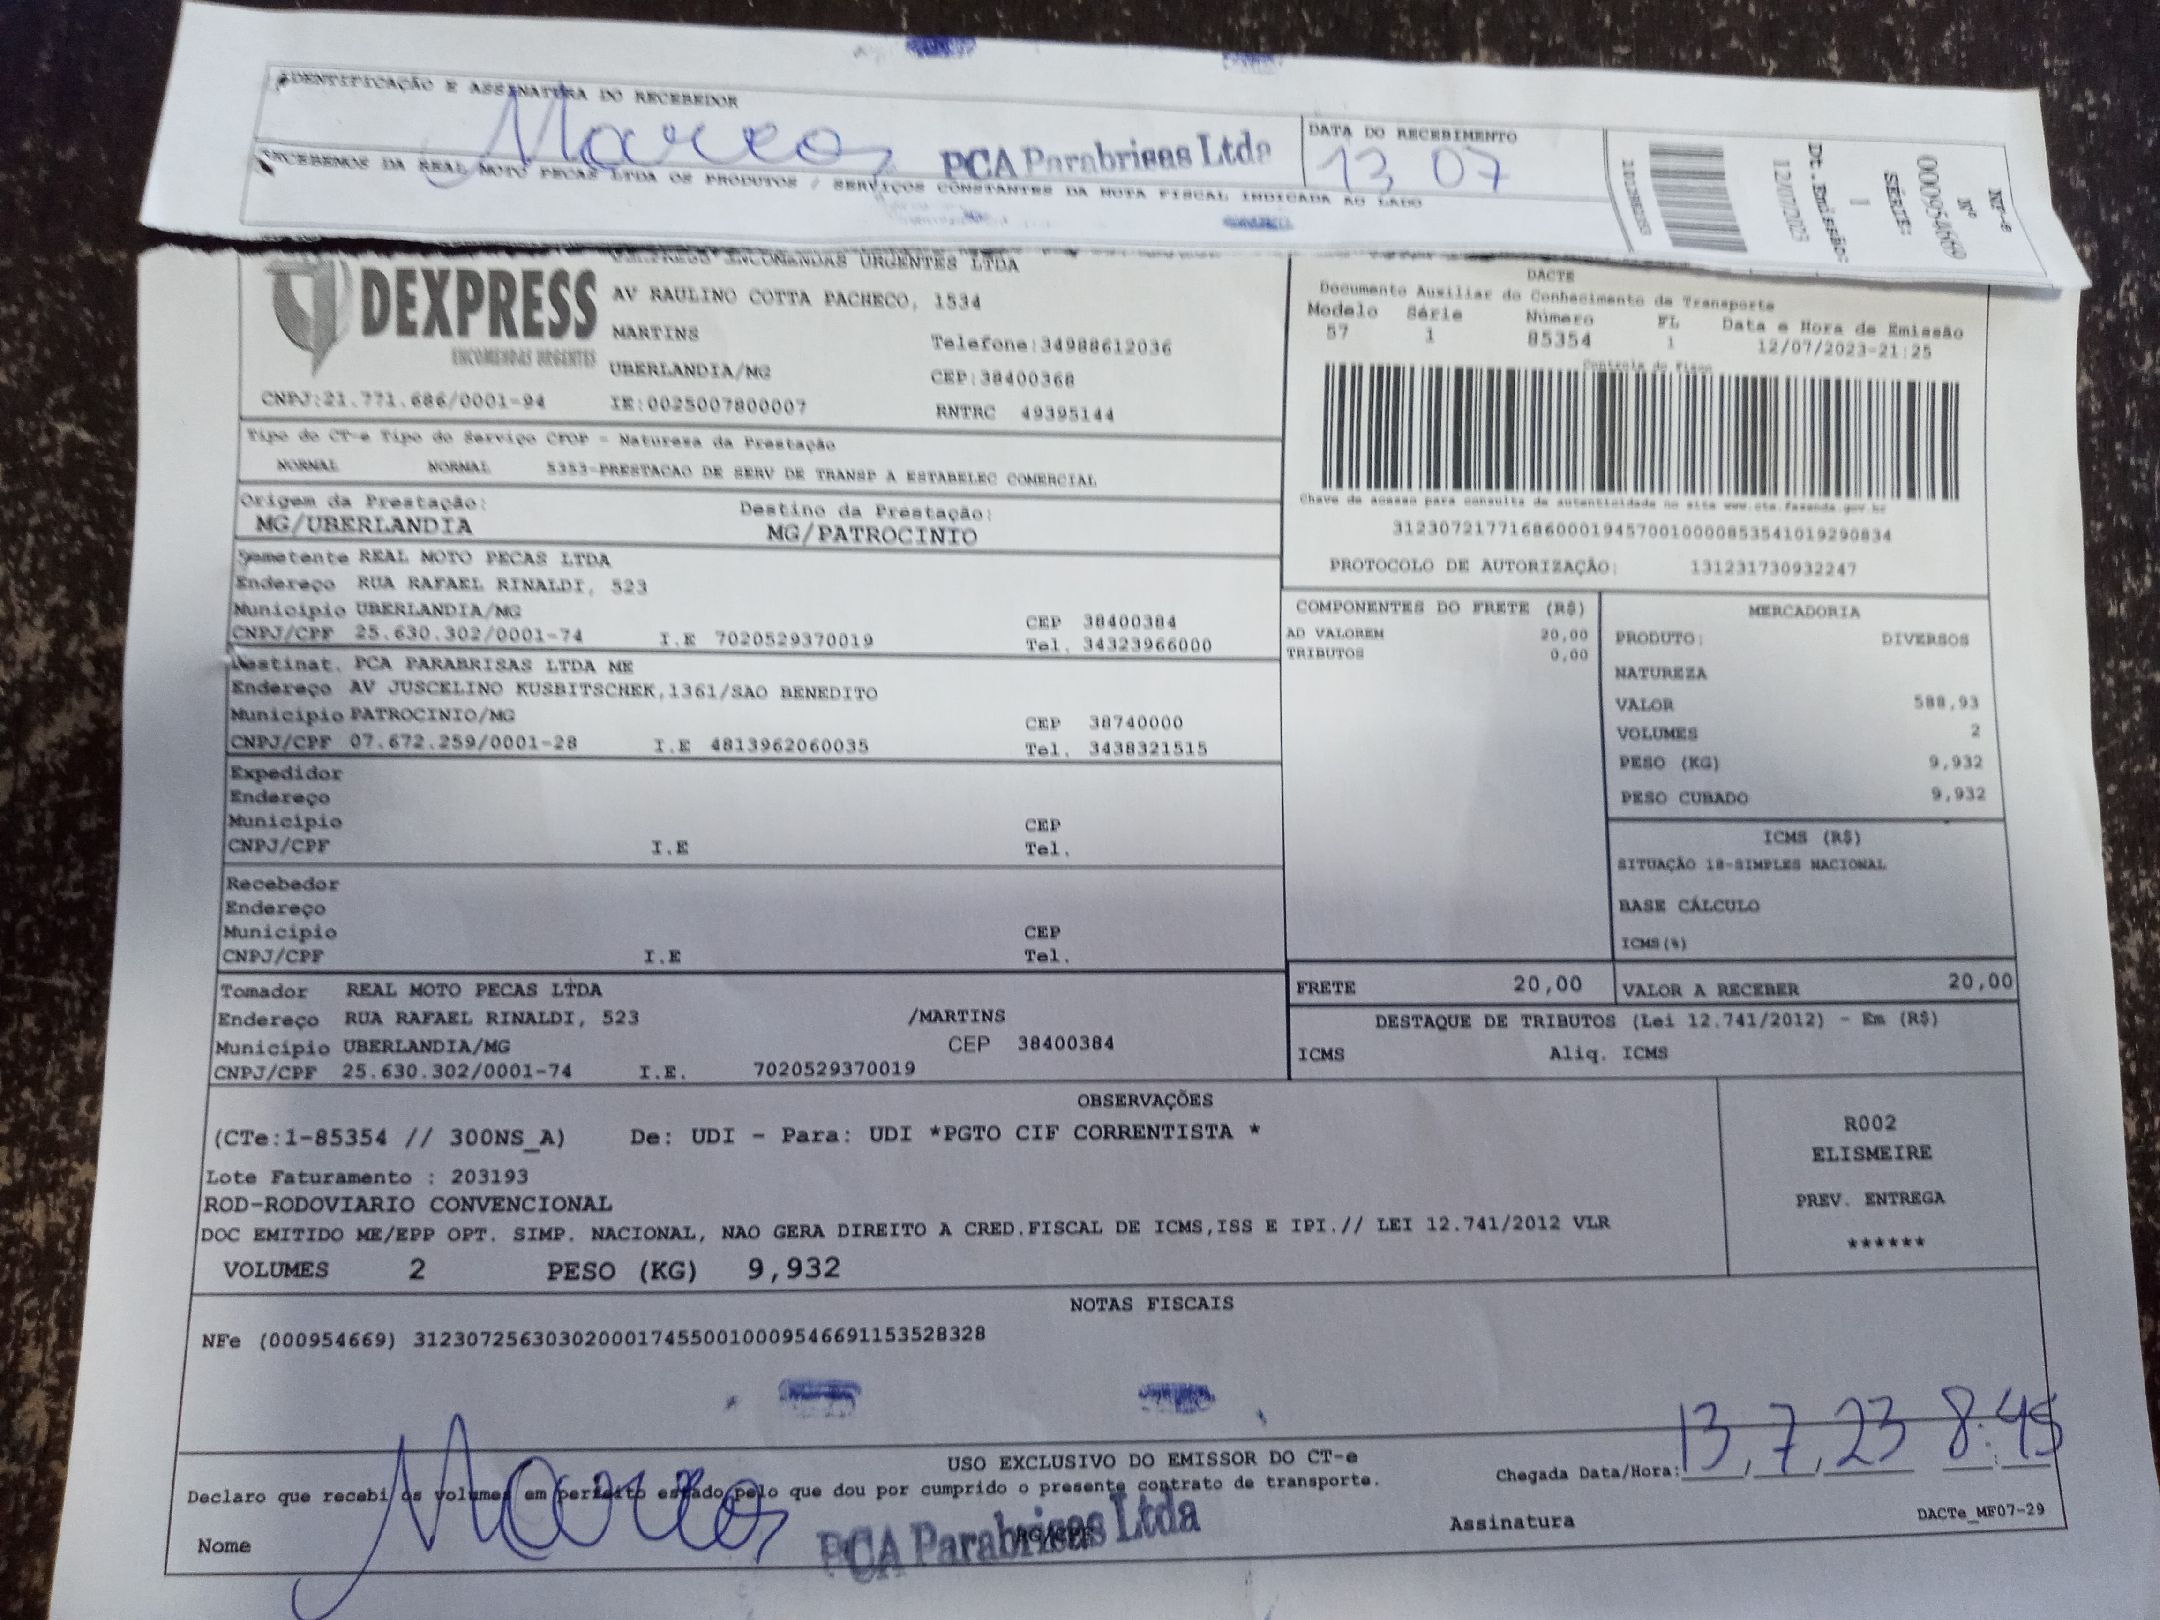 IDENTIFICAÇÃO E ASSINATURA DO RECEBEDOR
Marcos
PCA Parabrisas Ltda
DATA DO RECEBIMENTO
13 07
RECEBEMOS DA REAL MOTO PECAS LTDA OS PRODUTOS / SERVIÇOS CONSTANTES DA NOTA FISCAL INDICADA AO LADO
NF-e
Nº
000954669
SÉRIE:
1
Dt. Emissão:
12/07/2023
DEXPRESS
ENCOMENDAS URGENTES
DEXPRESS ENCOMENDAS URGENTES LTDA
AV RAULINO COTTA PACHECO, 1534
MARTINS
Telefone:34988612036
UBERLANDIA/MG
CEP:38400368
CNPJ:21.771.686/0001-94 IE:0025007800007
RNTRC 49395144
DACTE
Documento Auxiliar do Conhecimento de Transporte
Modelo Série Número FL Data e Hora de Emissão
57 1 85354 1 12/07/2023-21:25
Controle do Fisco
Chave de acesso para consulta de autenticidade no site www.cte.fazenda.gov.br
31230721771686000194570010000853541019290834
PROTOCOLO DE AUTORIZAÇÃO: 131231730932247
Tipo do CT-e Tipo do Serviço CFOP - Natureza da Prestação
NORMAL NORMAL 5353-PRESTACAO DE SERV DE TRANSP A ESTABELEC COMERCIAL
Origem da Prestação: Destino da Prestação:
MG/UBERLANDIA MG/PATROCINIO
Remetente REAL MOTO PECAS LTDA
Endereço RUA RAFAEL RINALDI, 523
Município UBERLANDIA/MG CEP 38400384
CNPJ/CPF 25.630.302/0001-74 I.E 7020529370019 Tel. 34323966000
Destinat. PCA PARABRISAS LTDA ME
Endereço AV JUSCELINO KUSBITSCHEK,1361/SAO BENEDITO
Município PATROCINIO/MG CEP 38740000
CNPJ/CPF 07.672.259/0001-28 I.E 4813962060035 Tel. 3438321515
Expedidor
Endereço
Município CEP
CNPJ/CPF I.E Tel.
Recebedor
Endereço
Município CEP
CNPJ/CPF I.E Tel.
Tomador REAL MOTO PECAS LTDA
Endereço RUA RAFAEL RINALDI, 523 /MARTINS
Município UBERLANDIA/MG CEP 38400384
CNPJ/CPF 25.630.302/0001-74 I.E. 7020529370019
COMPONENTES DO FRETE (R$)
AD VALOREM 20,00
TRIBUTOS 0,00
MERCADORIA
PRODUTO: DIVERSOS
NATUREZA
VALOR 588,93
VOLUMES 2
PESO (KG) 9,932
PESO CUBADO 9,932
ICMS (R$)
SITUAÇÃO 18-SIMPLES NACIONAL
BASE CÁLCULO
ICMS(%)
FRETE 20,00 VALOR A RECEBER 20,00
DESTAQUE DE TRIBUTOS (Lei 12.741/2012) - Em (R$)
ICMS Aliq. ICMS
OBSERVAÇÕES
(CTe:1-85354 // 300NS_A) De: UDI - Para: UDI *PGTO CIF CORRENTISTA *
Lote Faturamento : 203193
ROD-RODOVIARIO CONVENCIONAL
DOC EMITIDO ME/EPP OPT. SIMP. NACIONAL, NAO GERA DIREITO A CRED.FISCAL DE ICMS,ISS E IPI.// LEI 12.741/2012 VLR
VOLUMES 2 PESO (KG) 9,932
R002
ELISMEIRE
PREV. ENTREGA
******
NOTAS FISCAIS
NFe (000954669) 31230725630302000174550010009546691153528328
USO EXCLUSIVO DO EMISSOR DO CT-e
Declaro que recebi os volumes em perfeito estado pelo que dou por cumprido o presente contrato de transporte.
Chegada Data/Hora: 13/7/23 8:45
Nome Marcos
PCA Parabrisas Ltda
Assinatura
DACTe_MF07-29